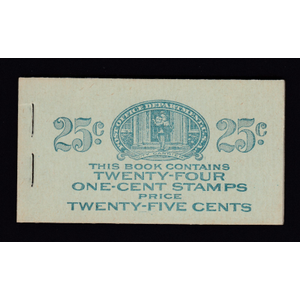 POST OFFICE DEPARTMENT
25¢ 25¢
THIS BOOK CONTAINS
TWENTY-FOUR
ONE-CENT STAMPS
PRICE
TWENTY-FIVE CENTS